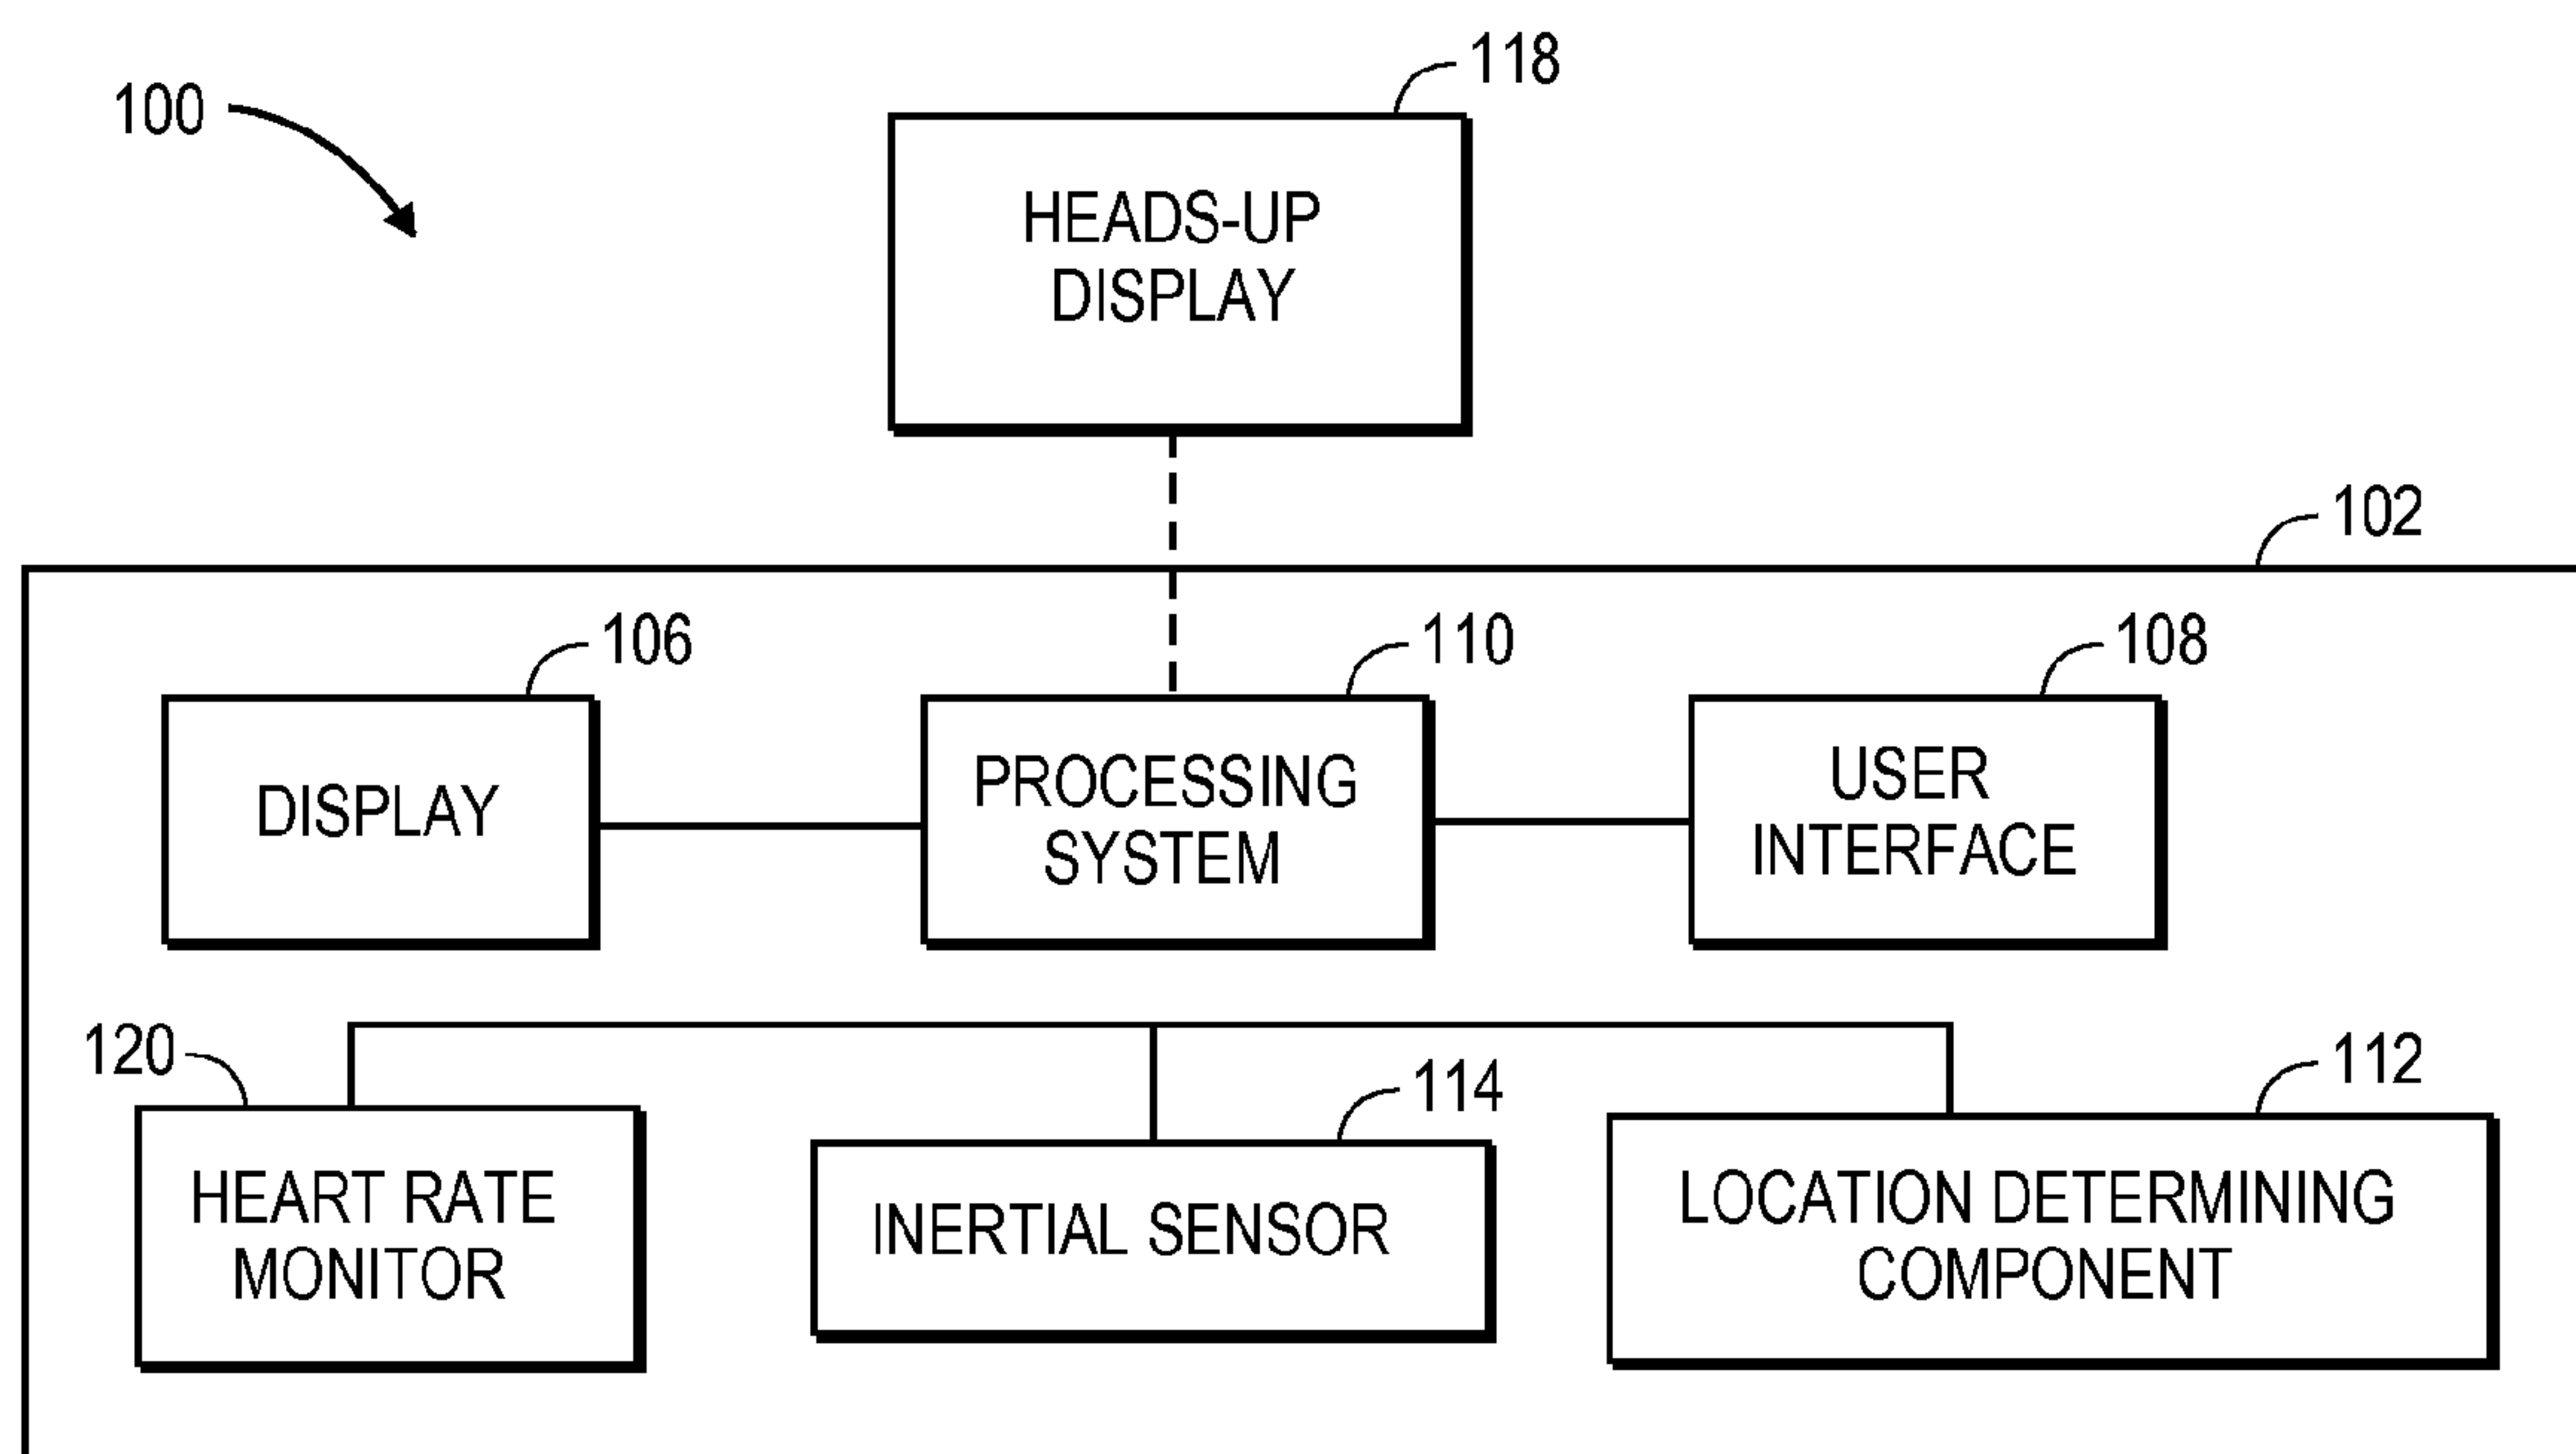 118
100
HEADS-UP
DISPLAY
102
106
110
108
DISPLAY
PROCESSING
SYSTEM
USER
INTERFACE
120
114
112
HEART RATE
MONITOR
INERTIAL SENSOR
LOCATION DETERMINING
COMPONENT